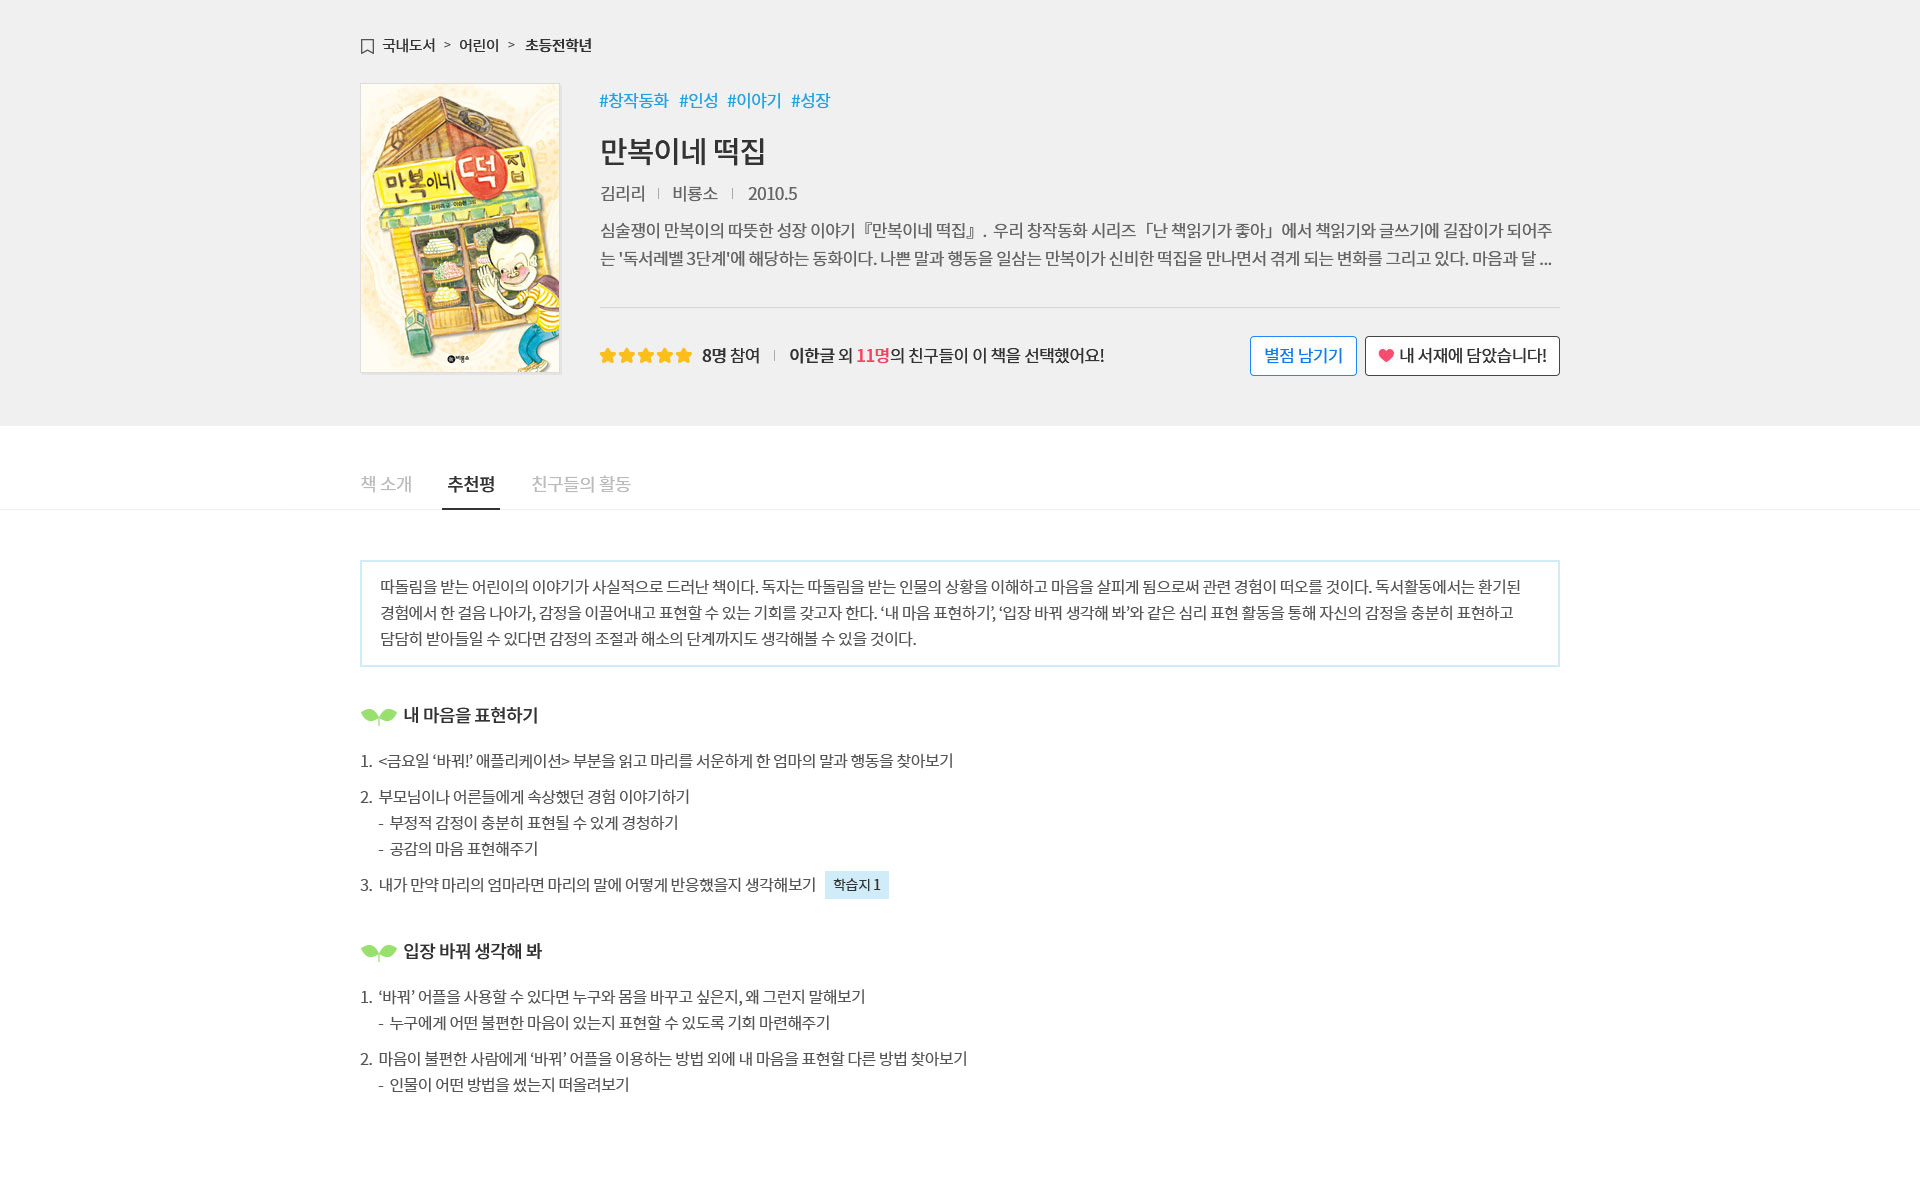 국내도서 > 어린이 > 초등전학년
만복이네 떡집
김리리 글 이승현 그림
비룡소
#창작동화 #인성 #이야기 #성장
만복이네 떡집
김리리 | 비룡소 | 2010.5
심술쟁이 만복이의 따뜻한 성장 이야기『만복이네 떡집』. 우리 창작동화 시리즈「난 책읽기가 좋아」에서 책읽기와 글쓰기에 길잡이가 되어주
는 '독서레벨 3단계'에 해당하는 동화이다. 나쁜 말과 행동을 일삼는 만복이가 신비한 떡집을 만나면서 겪게 되는 변화를 그리고 있다. 마음과 달 ...
8명 참여 | 이한글 외 11명의 친구들이 이 책을 선택했어요!
별점 남기기
내 서재에 담았습니다!
책 소개 추천평 친구들의 활동
따돌림을 받는 어린이의 이야기가 사실적으로 드러난 책이다. 독자는 따돌림을 받는 인물의 상황을 이해하고 마음을 살피게 됨으로써 관련 경험이 떠오를 것이다. 독서활동에서는 환기된
경험에서 한 걸음 나아가, 감정을 이끌어내고 표현할 수 있는 기회를 갖고자 한다. ‘내 마음 표현하기’, ‘입장 바꿔 생각해 봐’와 같은 심리 표현 활동을 통해 자신의 감정을 충분히 표현하고
담담히 받아들일 수 있다면 감정의 조절과 해소의 단계까지도 생각해볼 수 있을 것이다.
내 마음을 표현하기
1. <금요일 ‘바꿔!’ 애플리케이션> 부분을 읽고 마리를 서운하게 한 엄마의 말과 행동을 찾아보기
2. 부모님이나 어른들에게 속상했던 경험 이야기하기
- 부정적 감정이 충분히 표현될 수 있게 경청하기
- 공감의 마음 표현해주기
3. 내가 만약 마리의 엄마라면 마리의 말에 어떻게 반응했을지 생각해보기 학습지 1
입장 바꿔 생각해 봐
1. ‘바꿔’ 어플을 사용할 수 있다면 누구와 몸을 바꾸고 싶은지, 왜 그런지 말해보기
- 누구에게 어떤 불편한 마음이 있는지 표현할 수 있도록 기회 마련해주기
2. 마음이 불편한 사람에게 ‘바꿔’ 어플을 이용하는 방법 외에 내 마음을 표현할 다른 방법 찾아보기
- 인물이 어떤 방법을 썼는지 떠올려보기